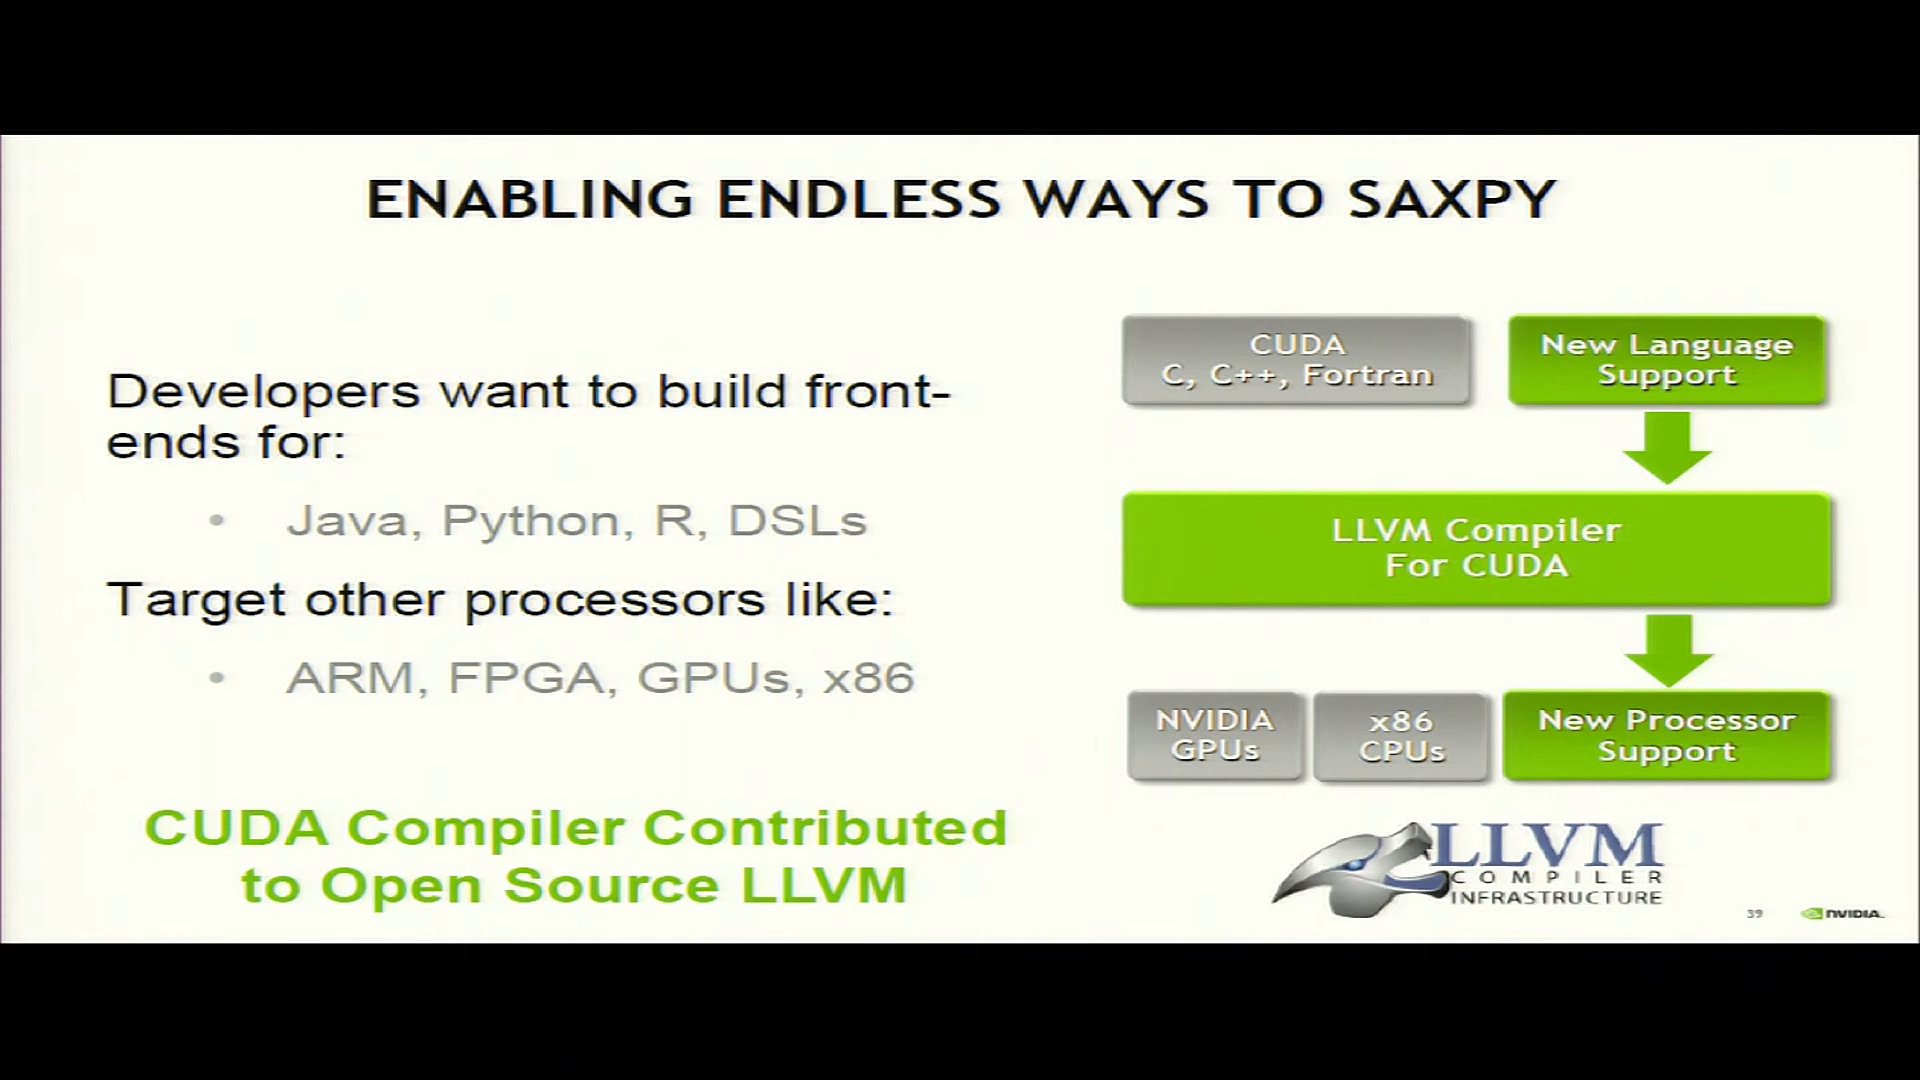 ENABLING ENDLESS WAYS TO SAXPY
Developers want to build front-
ends for:
• Java, Python, R, DSLs
Target other processors like:
• ARM, FPGA, GPUs, x86
CUDA Compiler Contributed
to Open Source LLVM
CUDA
C, C++, Fortran
New Language
Support
LLVM Compiler
For CUDA
NVIDIA
GPUs
x86
CPUs
New Processor
Support
LLVM
COMPILER
INFRASTRUCTURE
39
NVIDIA.